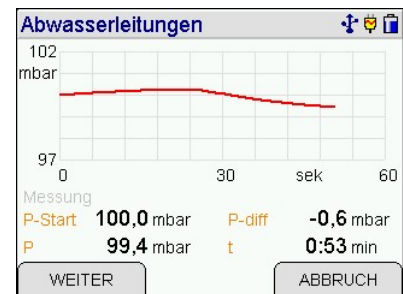 Abwasserleitungen
102
mbar
97
0 30 sek 60
Messung
P-Start 100,0 mbar P-diff -0,6 mbar
P 99,4 mbar t 0:53 min
WEITER ABBRUCH